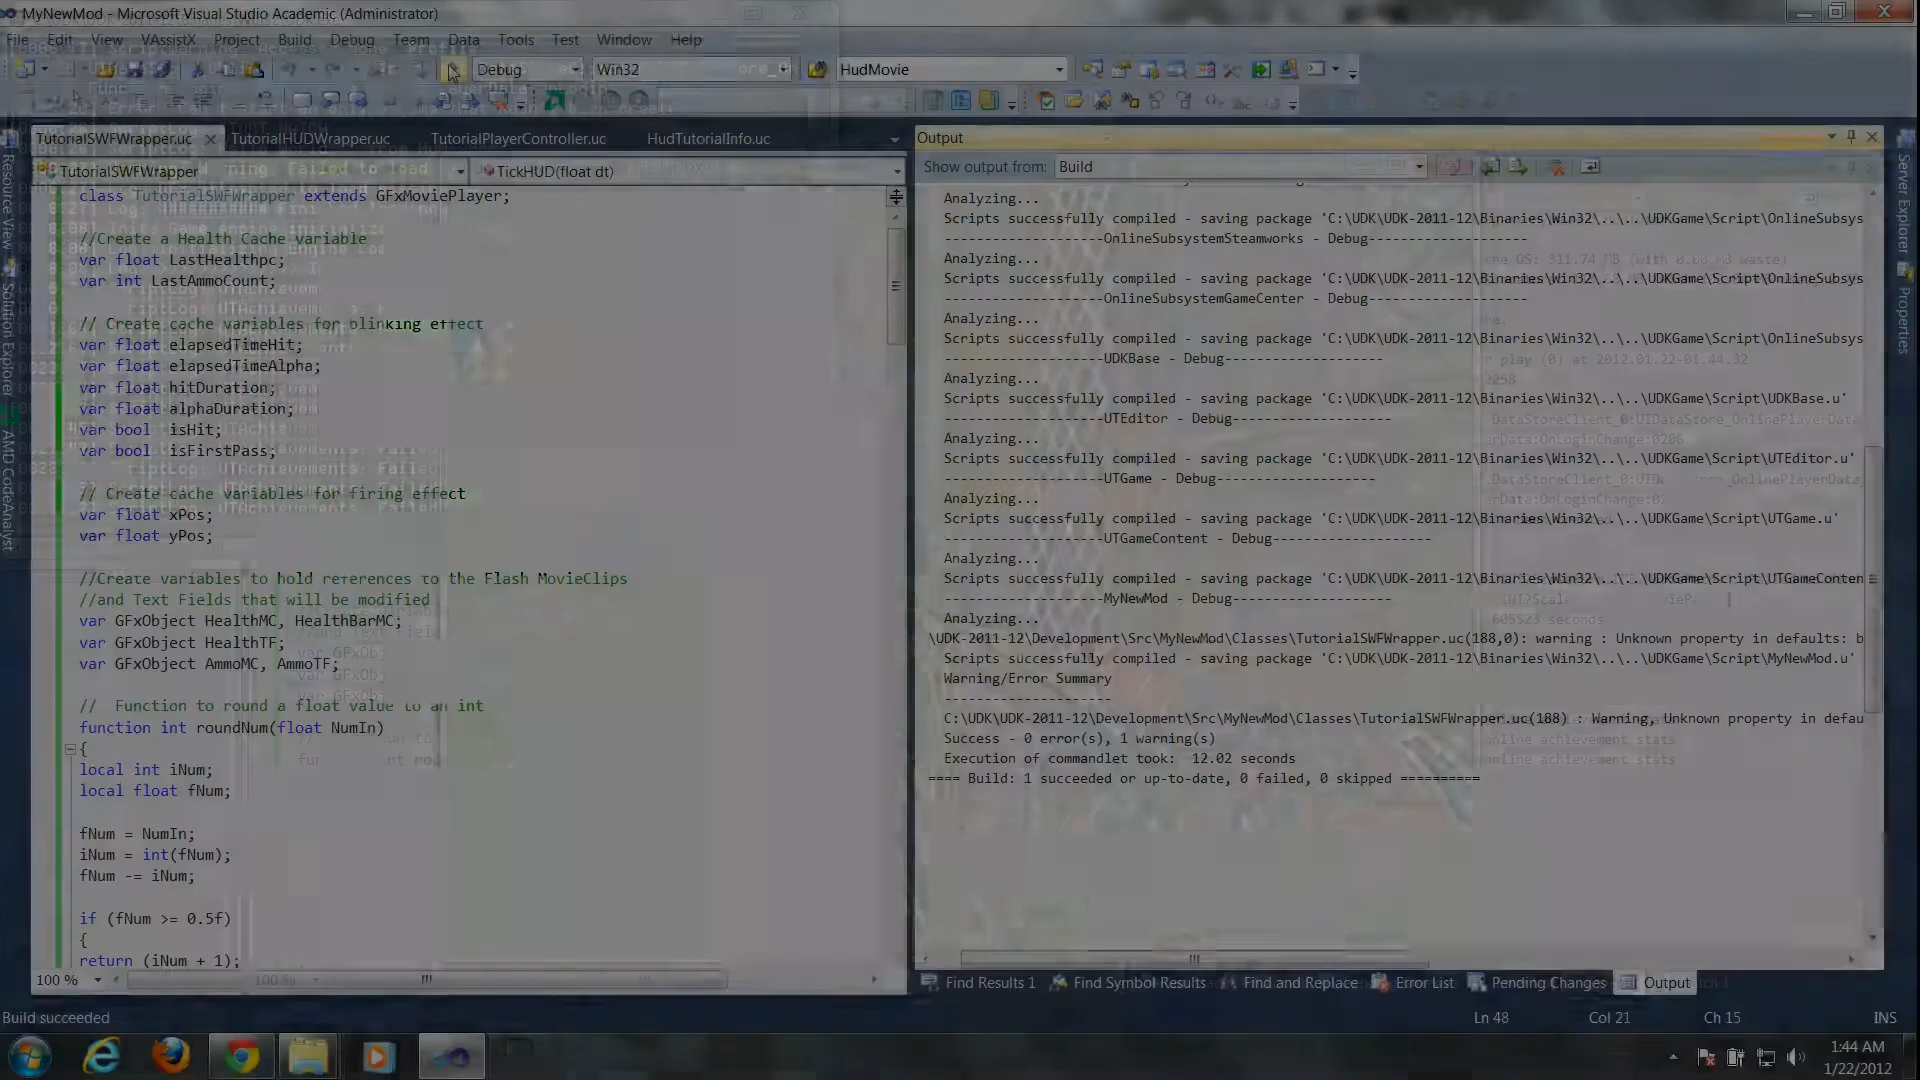 MyNewMod - Microsoft Visual Studio Academic (Administrator)
File Edit View VAssistX Project Build Debug Team Data Tools Test Window Help
Debug Win32 HudMovie
TutorialSWFWrapper.uc TutorialHUDWrapper.uc TutorialPlayerController.uc HudTutorialInfo.uc
TutorialSWFWrapper TickHUD(float dt)
class TutorialSWFWrapper extends GFxMoviePlayer;
//Create a Health Cache variable
var float LastHealthpc;
var int LastAmmoCount;
// Create cache variables for blinking effect
var float elapsedTimeHit;
var float elapsedTimeAlpha;
var float hitDuration;
var float alphaDuration;
var bool isHit;
var bool isFirstPass;
// Create cache variables for firing effect
var float xPos;
var float yPos;
//Create variables to hold references to the Flash MovieClips
//and Text Fields that will be modified
var GFxObject HealthMC, HealthBarMC;
var GFxObject HealthTF;
var GFxObject AmmoMC, AmmoTF;
// Function to round a float value to an int
function int roundNum(float NumIn)
{
local int iNum;
local float fNum;
fNum = NumIn;
iNum = int(fNum);
fNum -= iNum;
if (fNum >= 0.5f)
{
return (iNum + 1);
100 %
Output
Show output from: Build
Analyzing...
Scripts successfully compiled - saving package 'C:\UDK\UDK-2011-12\Binaries\Win32\..\..\UDKGame\Script\OnlineSubsys
--------------------OnlineSubsystemSteamworks - Debug--------------------
Analyzing...
Scripts successfully compiled - saving package 'C:\UDK\UDK-2011-12\Binaries\Win32\..\..\UDKGame\Script\OnlineSubsys
--------------------OnlineSubsystemGameCenter - Debug--------------------
Analyzing...
Scripts successfully compiled - saving package 'C:\UDK\UDK-2011-12\Binaries\Win32\..\..\UDKGame\Script\OnlineSubsys
--------------------UDKBase - Debug--------------------
Analyzing...
Scripts successfully compiled - saving package 'C:\UDK\UDK-2011-12\Binaries\Win32\..\..\UDKGame\Script\UDKBase.u'
--------------------UTEditor - Debug--------------------
Analyzing...
Scripts successfully compiled - saving package 'C:\UDK\UDK-2011-12\Binaries\Win32\..\..\UDKGame\Script\UTEditor.u'
--------------------UTGame - Debug--------------------
Analyzing...
Scripts successfully compiled - saving package 'C:\UDK\UDK-2011-12\Binaries\Win32\..\..\UDKGame\Script\UTGame.u'
--------------------UTGameContent - Debug--------------------
Analyzing...
Scripts successfully compiled - saving package 'C:\UDK\UDK-2011-12\Binaries\Win32\..\..\UDKGame\Script\UTGameConten
--------------------MyNewMod - Debug--------------------
Analyzing...
\UDK-2011-12\Development\Src\MyNewMod\Classes\TutorialSWFWrapper.uc(188,0): warning : Unknown property in defaults: b
Scripts successfully compiled - saving package 'C:\UDK\UDK-2011-12\Binaries\Win32\..\..\UDKGame\Script\MyNewMod.u'
Warning/Error Summary
---------------------
C:\UDK\UDK-2011-12\Development\Src\MyNewMod\Classes\TutorialSWFWrapper.uc(188) : Warning, Unknown property in defau
Success - 0 error(s), 1 warning(s)
Execution of commandlet took: 12.02 seconds
==== Build: 1 succeeded or up-to-date, 0 failed, 0 skipped ==========
Find Results 1 Find Symbol Results Find and Replace Error List Pending Changes Output
Resource View
Solution Explorer
AMD CodeAnalyst
Server Explorer
Properties
Build succeeded Ln 48 Col 21 Ch 15 INS
1:44 AM
1/22/2012